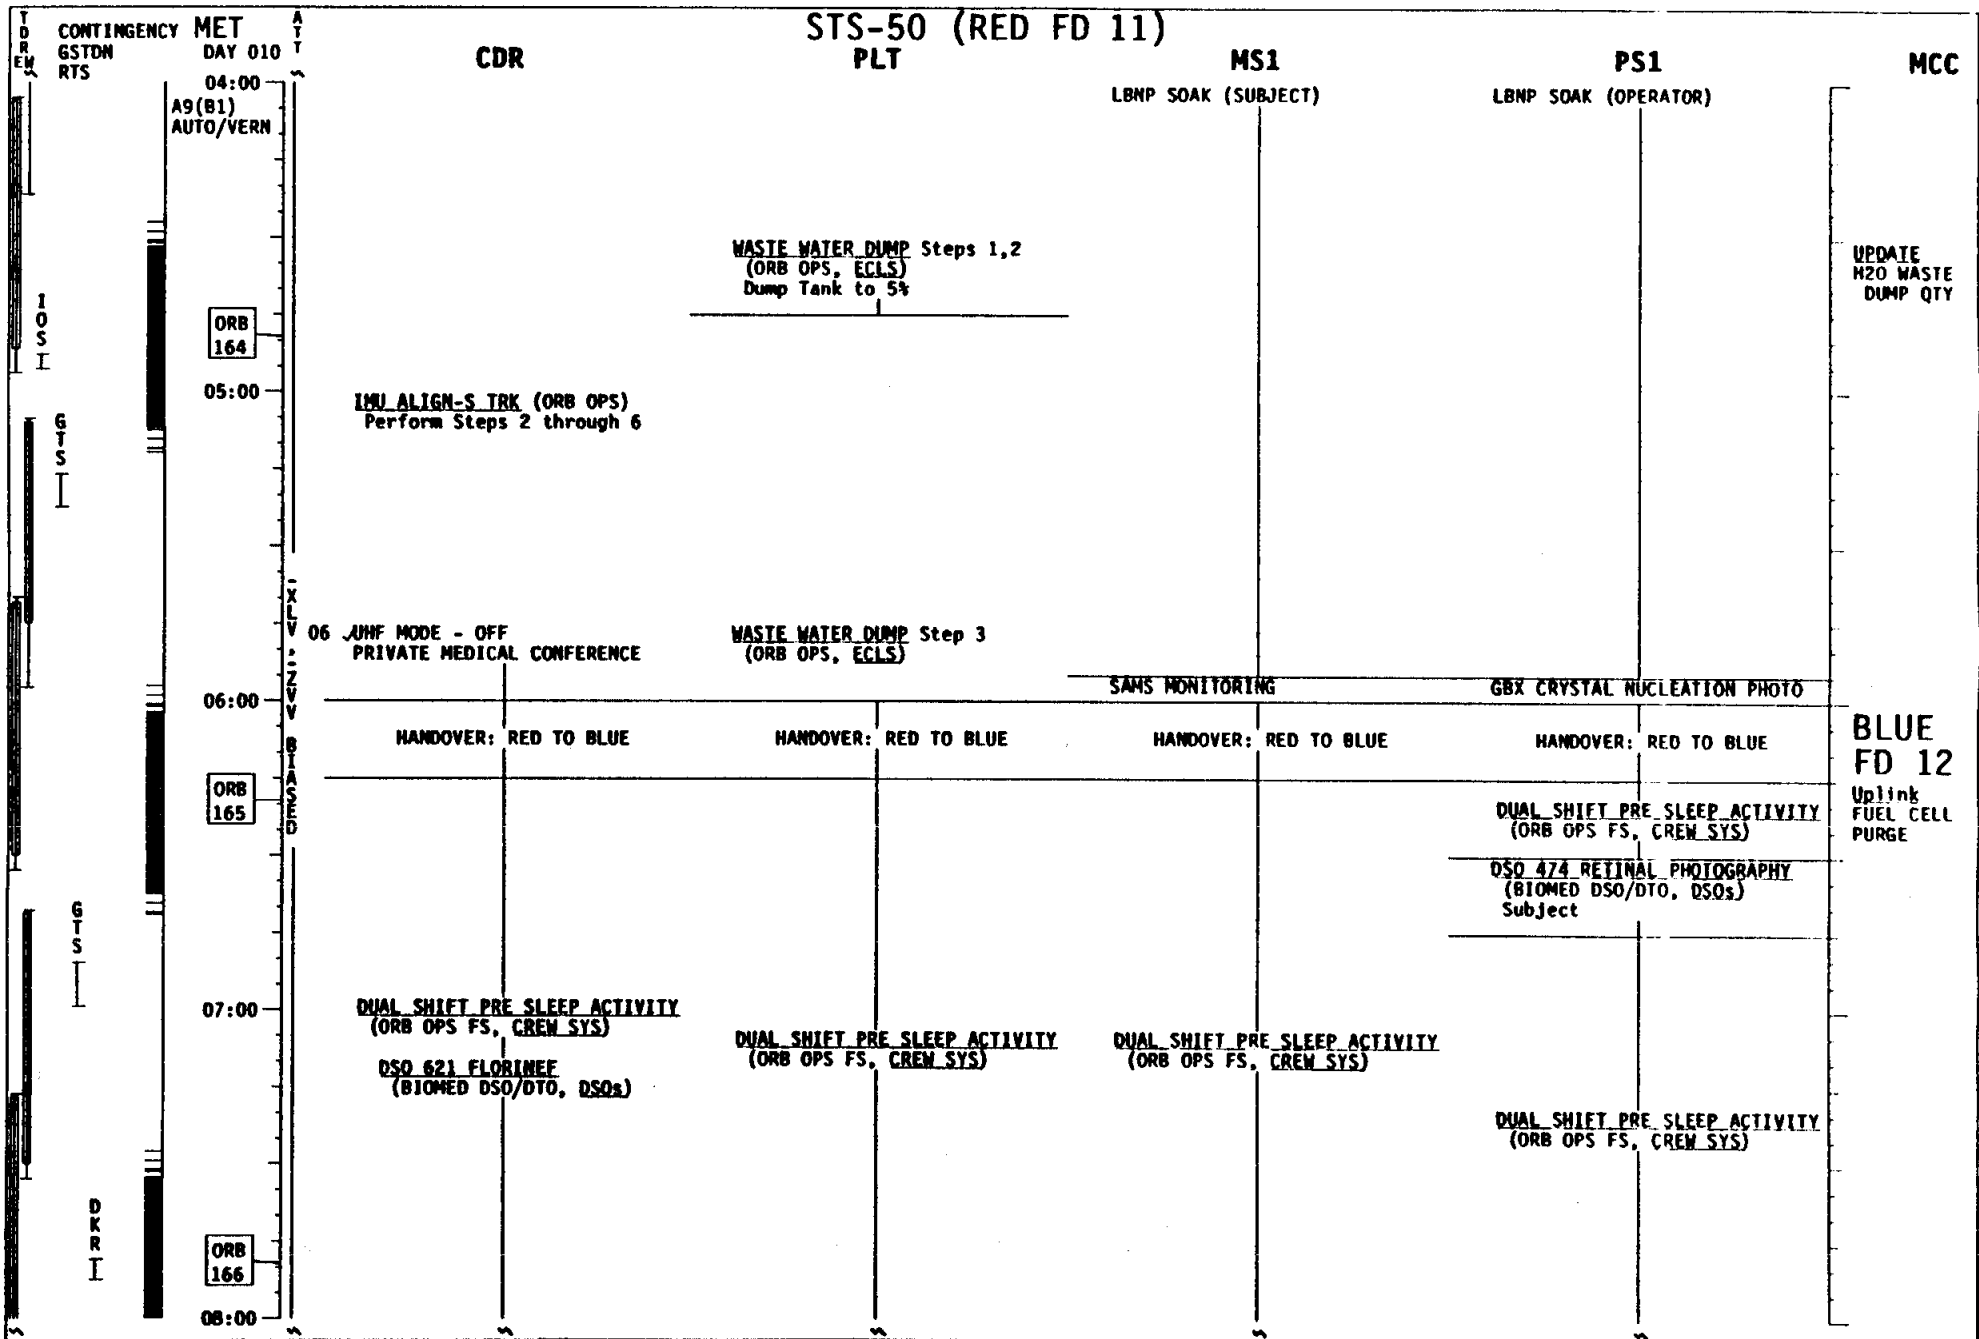 STS-50 (RED FD 11)
TDRE W
CONTINGENCY
GSTDN
RTS
MET
DAY 010
ATT
CDR
PLT
MS1
PS1
MCC
04:00
A9(B1)
AUTO/VERN
LBNP SOAK (SUBJECT)
LBNP SOAK (OPERATOR)
WASTE WATER DUMP Steps 1,2
(ORB OPS, ECLS)
Dump Tank to 5%
UPDATE
H2O WASTE
DUMP QTY
IOS
ORB
164
05:00
IMU ALIGN-S TRK (ORB OPS)
Perform Steps 2 through 6
GTS
-XLV,-ZVV BIASED
06 √UHF MODE - OFF
PRIVATE MEDICAL CONFERENCE
WASTE WATER DUMP Step 3
(ORB OPS, ECLS)
SAMS MONITORING
GBX CRYSTAL NUCLEATION PHOTO
06:00
HANDOVER: RED TO BLUE
HANDOVER: RED TO BLUE
HANDOVER: RED TO BLUE
HANDOVER: RED TO BLUE
BLUE
FD 12
Uplink
FUEL CELL
PURGE
ORB
165
DUAL SHIFT PRE SLEEP ACTIVITY
(ORB OPS FS, CREW SYS)
DSO 474 RETINAL PHOTOGRAPHY
(BIOMED DSO/DTO, DSOs)
Subject
GTS
07:00
DUAL SHIFT PRE SLEEP ACTIVITY
(ORB OPS FS, CREW SYS)
DSO 621 FLORINEF
(BIOMED DSO/DTO, DSOs)
DUAL SHIFT PRE SLEEP ACTIVITY
(ORB OPS FS, CREW SYS)
DUAL SHIFT PRE SLEEP ACTIVITY
(ORB OPS FS, CREW SYS)
DUAL SHIFT PRE SLEEP ACTIVITY
(ORB OPS FS, CREW SYS)
DKR
ORB
166
08:00